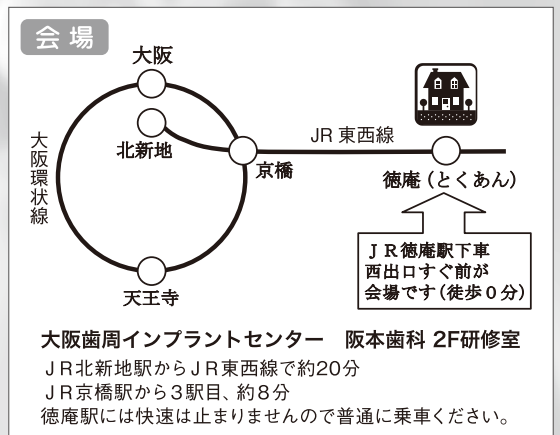 会場
大阪
北新地
大阪環状線
JR東西線
京橋
徳庵（とくあん）
天王寺
ＪＲ徳庵駅下車
西出口すぐ前が
会場です（徒歩０分）
大阪歯周インプラントセンター　阪本歯科 2F研修室
ＪＲ北新地駅からＪＲ東西線で約20分
ＪＲ京橋駅から３駅目、約８分
徳庵駅には快速は止まりませんので普通に乗車ください。